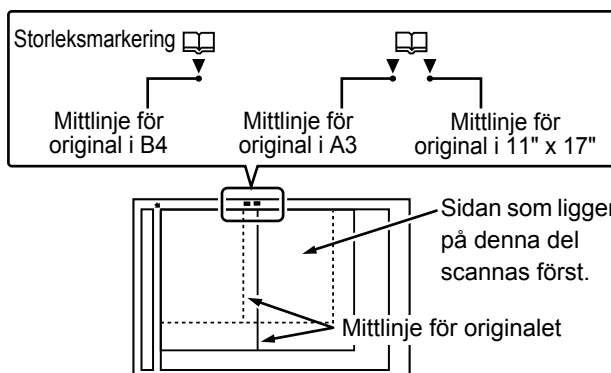 Storleksmarkering
Mittlinje för
original i B4
Mittlinje för
original i A3
Mittlinje för
original i 11" x 17"
Sidan som ligger
på denna del
scannas först.
Mittlinje för originalet